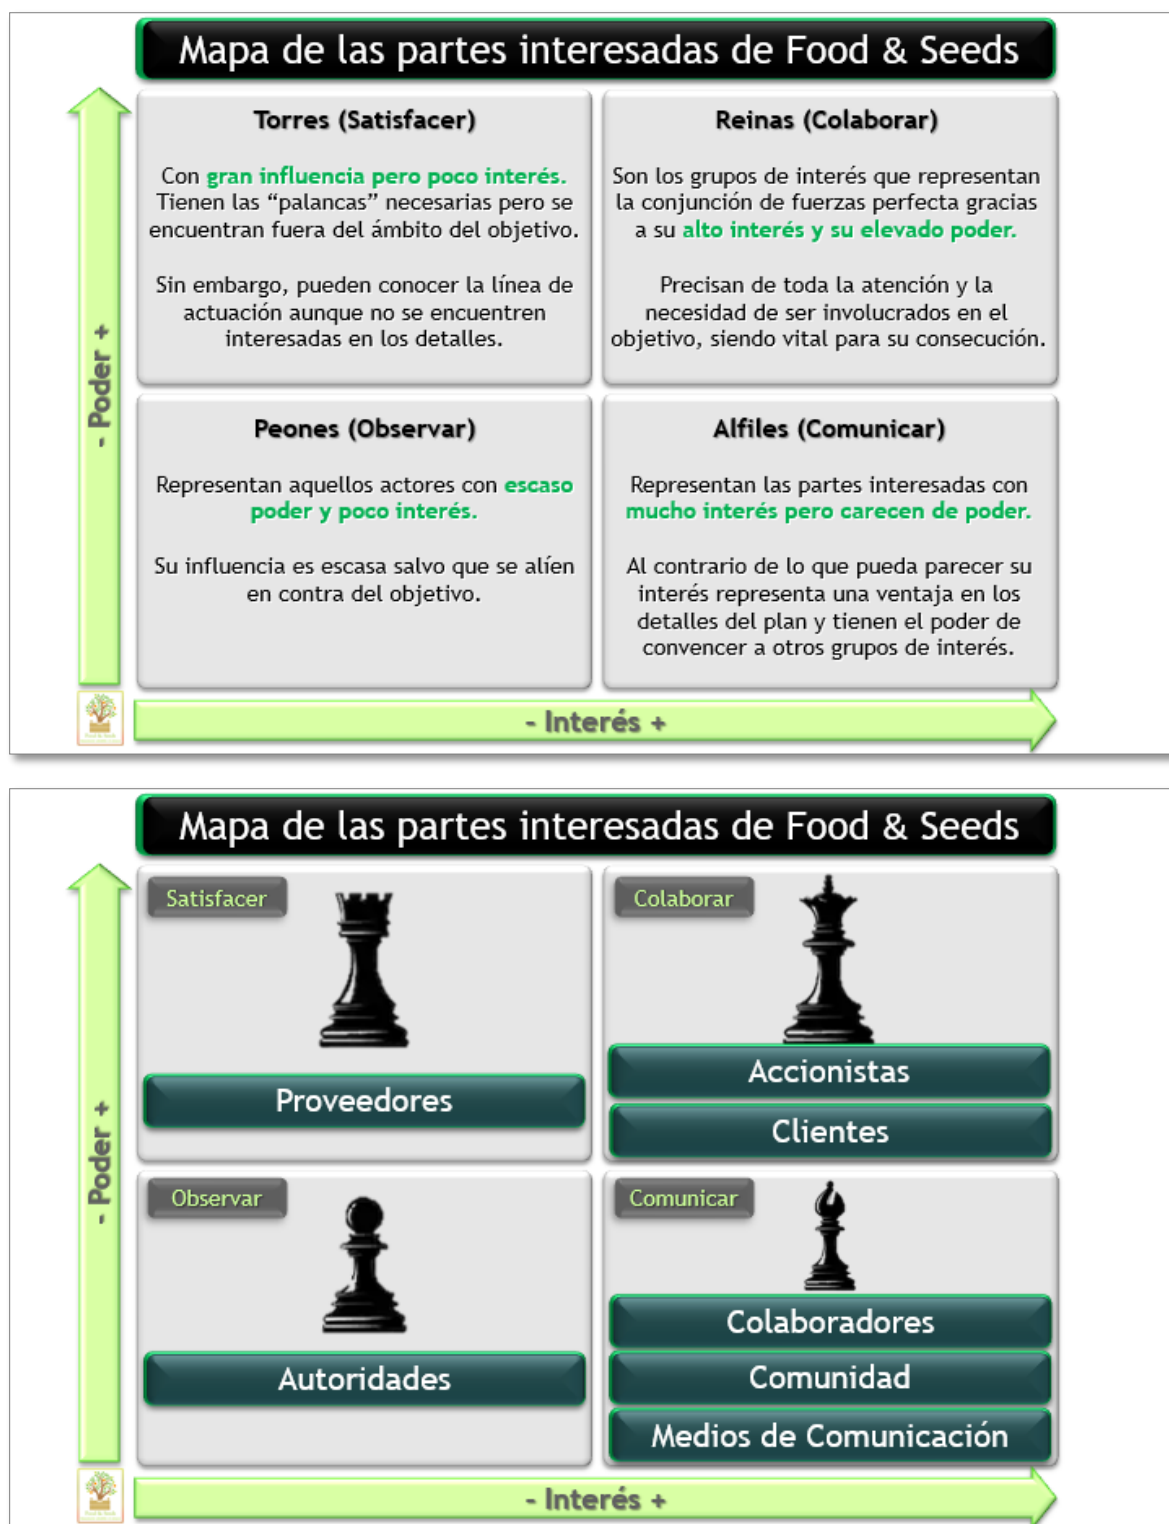 Mapa de las partes interesadas de Food & Seeds
- Poder +
Torres (Satisfacer)
Con gran influencia pero poco interés.
Tienen las “palancas” necesarias pero se
encuentran fuera del ámbito del objetivo.
Sin embargo, pueden conocer la línea de
actuación aunque no se encuentren
interesadas en los detalles.
Reinas (Colaborar)
Son los grupos de interés que representan
la conjunción de fuerzas perfecta gracias
a su alto interés y su elevado poder.
Precisan de toda la atención y la
necesidad de ser involucrados en el
objetivo, siendo vital para su consecución.
Peones (Observar)
Representan aquellos actores con escaso
poder y poco interés.
Su influencia es escasa salvo que se alíen
en contra del objetivo.
Alfiles (Comunicar)
Representan las partes interesadas con
mucho interés pero carecen de poder.
Al contrario de lo que pueda parecer su
interés representa una ventaja en los
detalles del plan y tienen el poder de
convencer a otros grupos de interés.
- Interés +
Mapa de las partes interesadas de Food & Seeds
- Poder +
Satisfacer
Proveedores
Colaborar
Accionistas
Clientes
Observar
Autoridades
Comunicar
Colaboradores
Comunidad
Medios de Comunicación
- Interés +